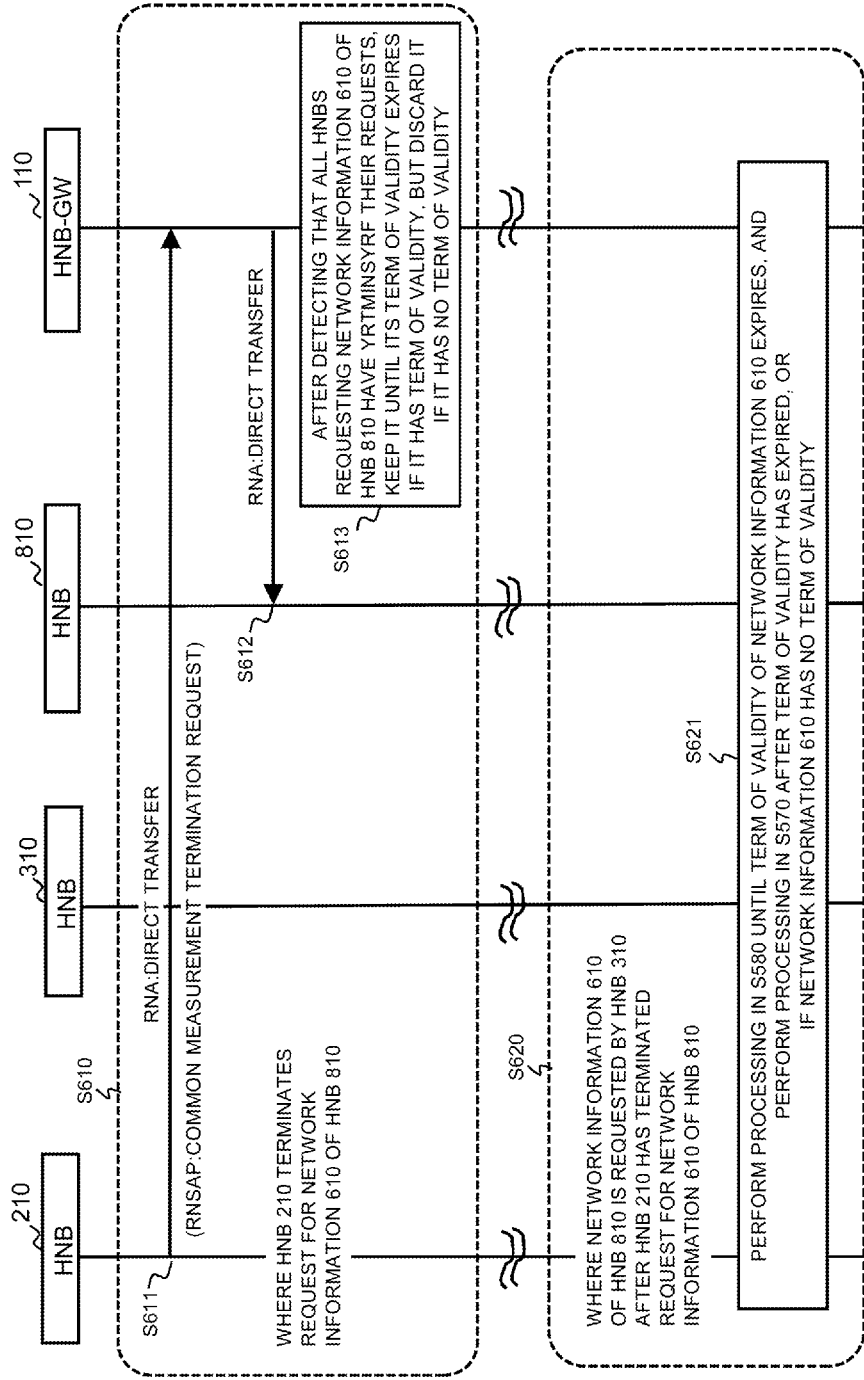 210
HNB
310
HNB
810
HNB
110
HNB-GW
S610
S611
RNA:DIRECT TRANSFER
(RNSAP:COMMON MEASUREMENT TERMINATION REQUEST)
WHERE HNB 210 TERMINATES
REQUEST FOR NETWORK
INFORMATION 610 OF HNB 810
S612
RNA:DIRECT TRANSFER
S613
AFTER DETECTING THAT ALL HNBS
REQUESTING NETWORK INFORMATION 610 OF
HNB 810 HAVE YRTMINSYRF THEIR REQUESTS,
KEEP IT UNTIL ITS TERM OF VALIDITY EXPIRES
IF IT HAS TERM OF VALIDITY, BUT DISCARD IT
IF IT HAS NO TERM OF VALIDITY
S620
WHERE NETWORK INFORMATION 610
OF HNB 810 IS REQUESTED BY HNB 310
AFTER HNB 210 HAS TERMINATED
REQUEST FOR NETWORK
INFORMATION 610 OF HNB 810
S621
PERFORM PROCESSING IN S580 UNTIL TERM OF VALIDITY OF NETWORK INFORMATION 610 EXPIRES, AND
PERFORM PROCESSING IN S570 AFTER TERM OF VALIDITY HAS EXPIRED, OR
IF NETWORK INFORMATION 610 HAS NO TERM OF VALIDITY